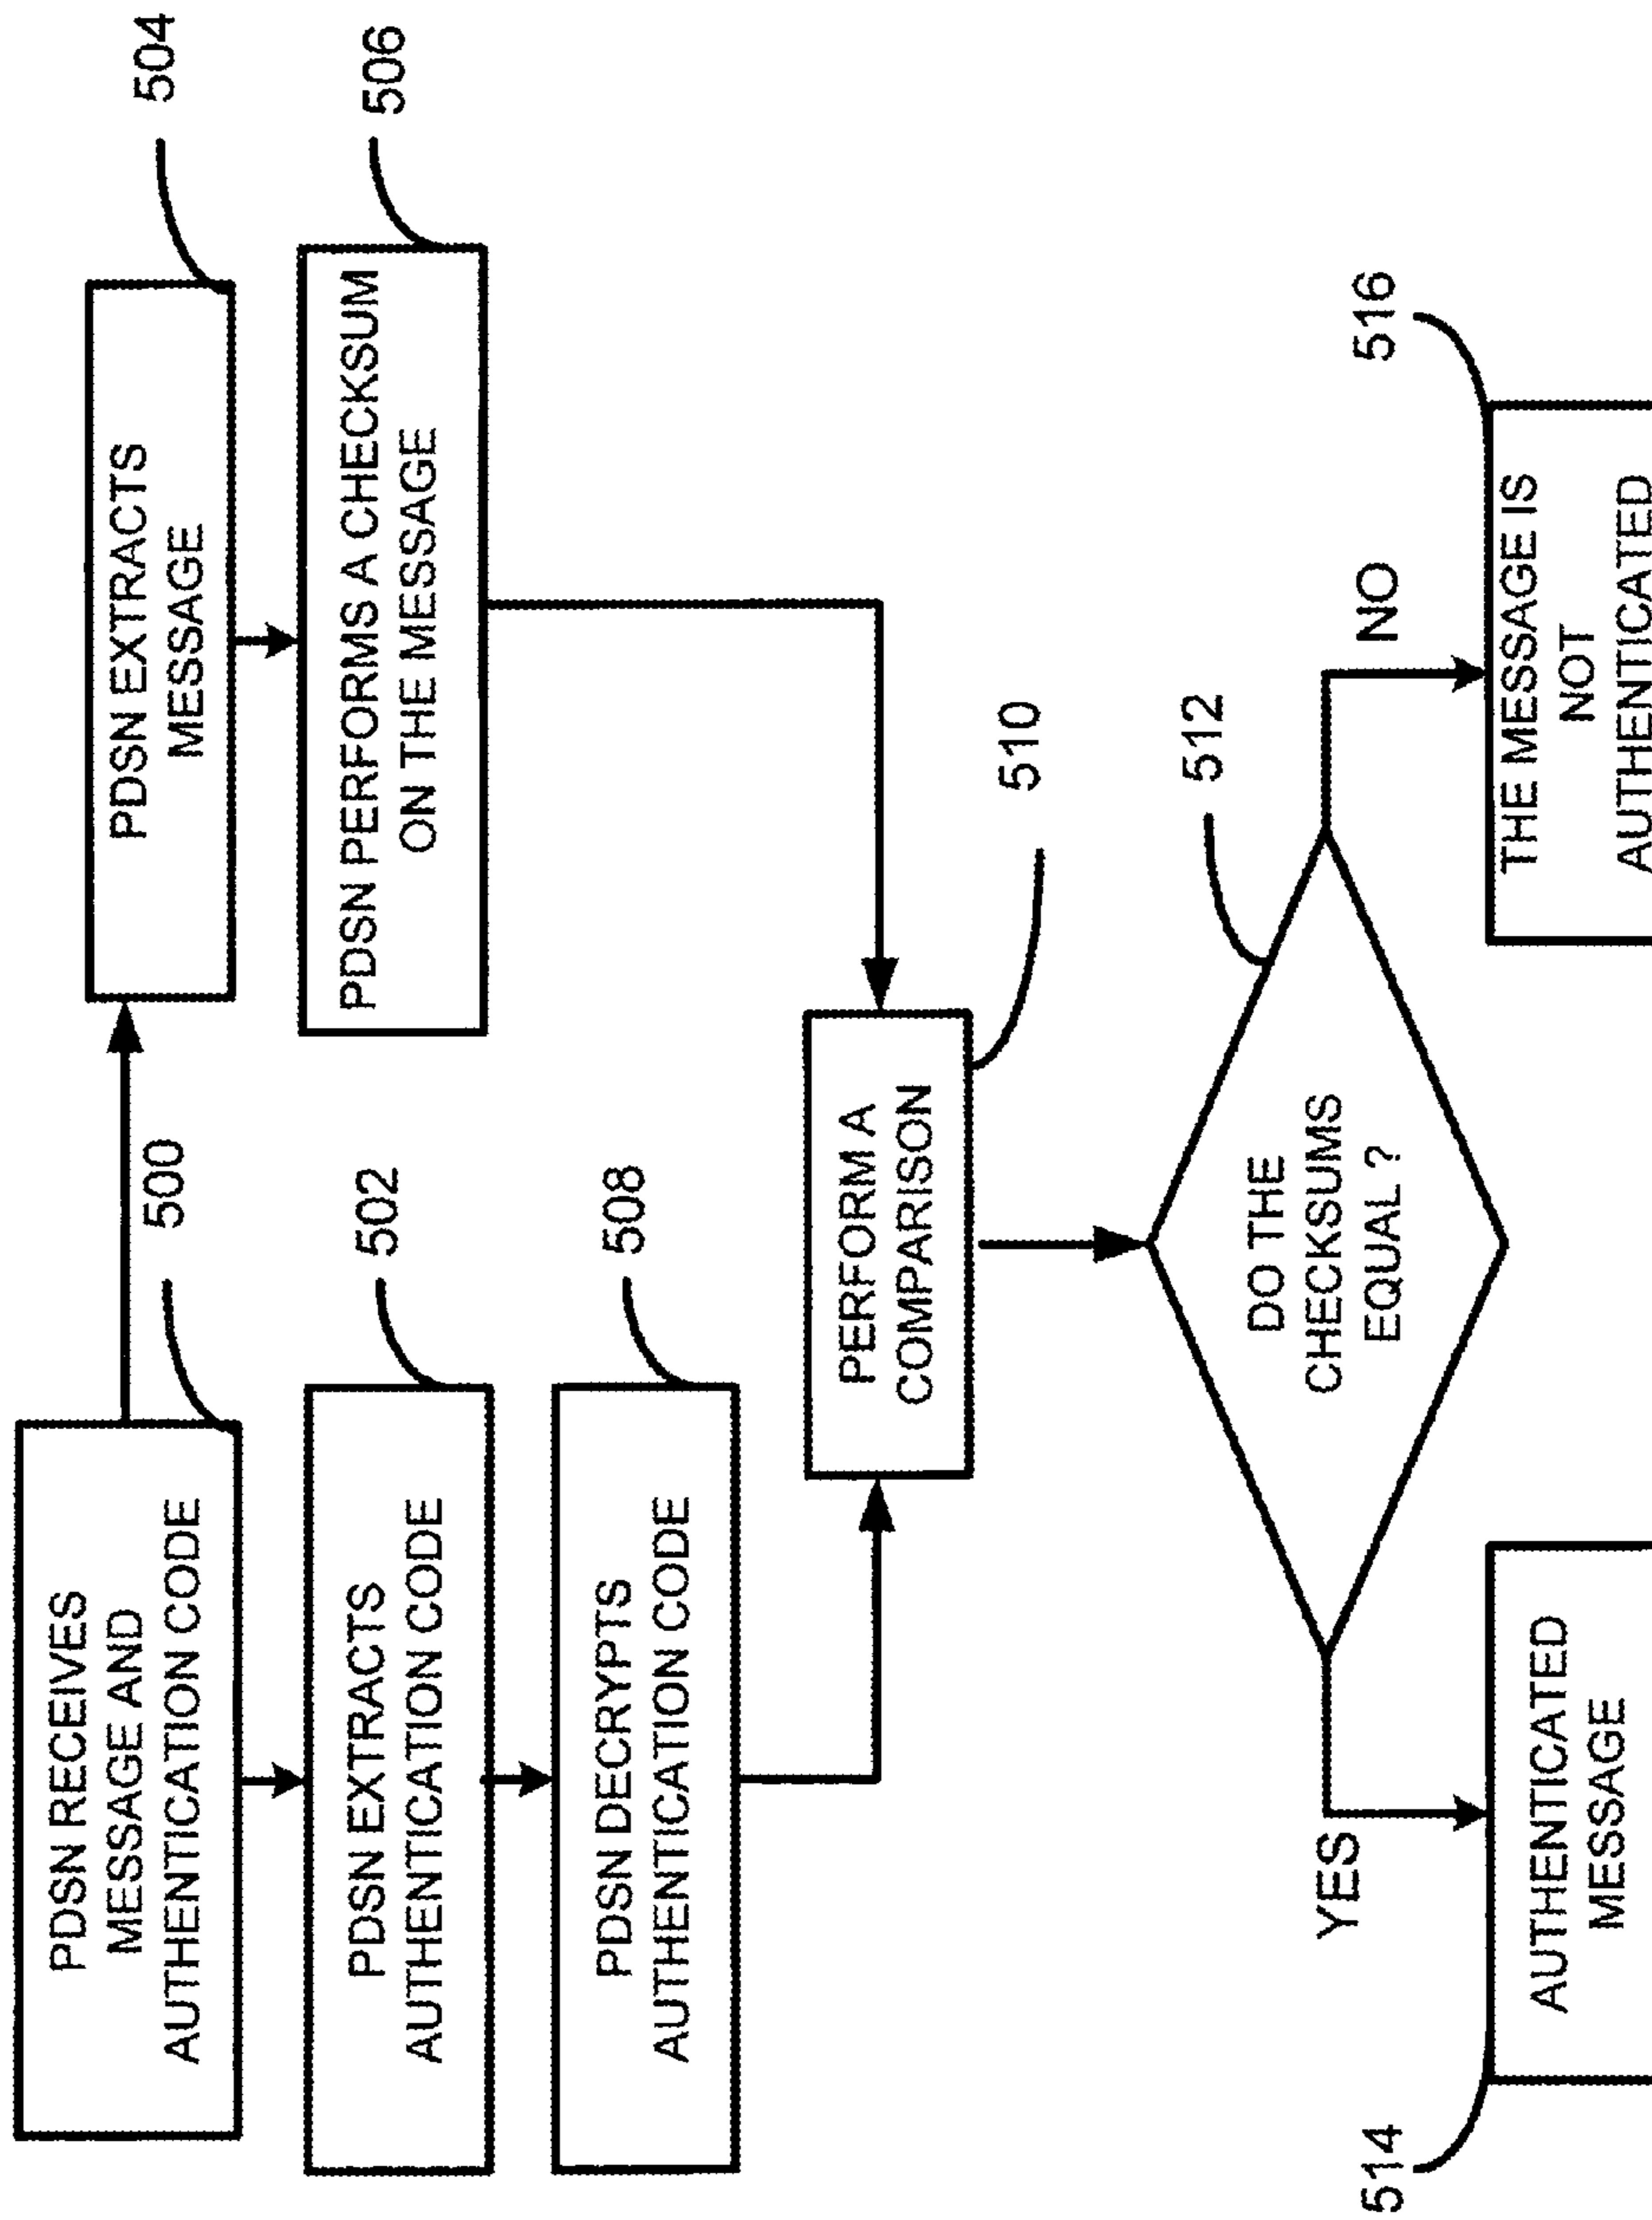 PDSN RECEIVES
MESSAGE AND
AUTHENTICATION CODE
500
PDSN EXTRACTS
MESSAGE
504
PDSN EXTRACTS
AUTHENTICATION CODE
502
PDSN PERFORMS A CHECKSUM
ON THE MESSAGE
506
PDSN DECRYPTS
AUTHENTICATION CODE
508
PERFORM A
COMPARISON
510
DO THE
CHECKSUMS
EQUAL ?
512
YES
NO
514
AUTHENTICATED
MESSAGE
516
THE MESSAGE IS
NOT
AUTHENTICATED